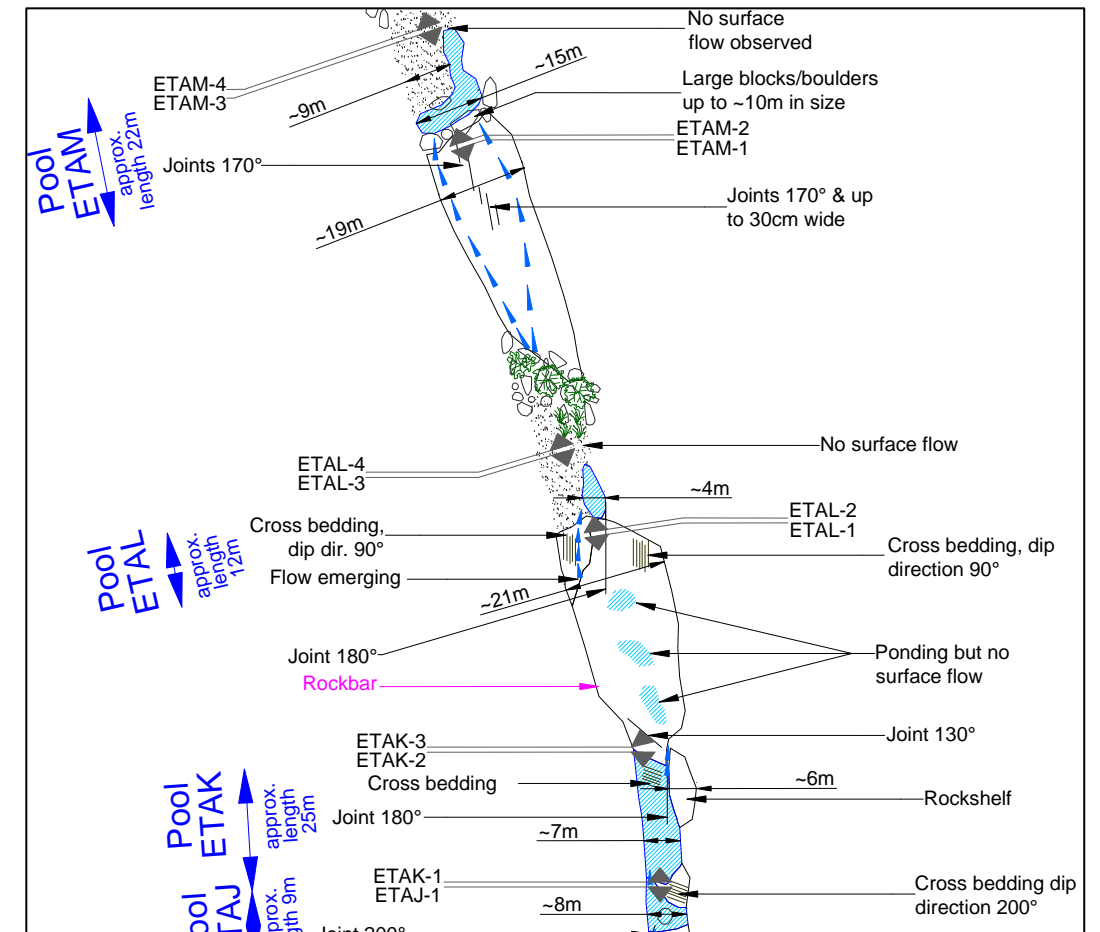 No surface
flow observed
~15m
ETAM-4
ETAM-3
~9m
Large blocks/boulders
up to ~10m in size
ETAM-2
ETAM-1
Pool
ETAM
approx.
length 22m
Joints 170°
Joints 170° & up
to 30cm wide
~19m
No surface flow
ETAL-4
ETAL-3
~4m
ETAL-2
ETAL-1
Cross bedding,
dip dir. 90°
Flow emerging
Cross bedding, dip
direction 90°
Pool
ETAL
approx.
length
12m
~21m
Joint 180°
Rockbar
Ponding but no
surface flow
ETAK-3
ETAK-2
Joint 130°
Cross bedding
~6m
Rockshelf
Pool
ETAK
approx.
length
25m
Joint 180°
~7m
ETAK-1
ETAJ-1
Cross bedding dip
direction 200°
~8m